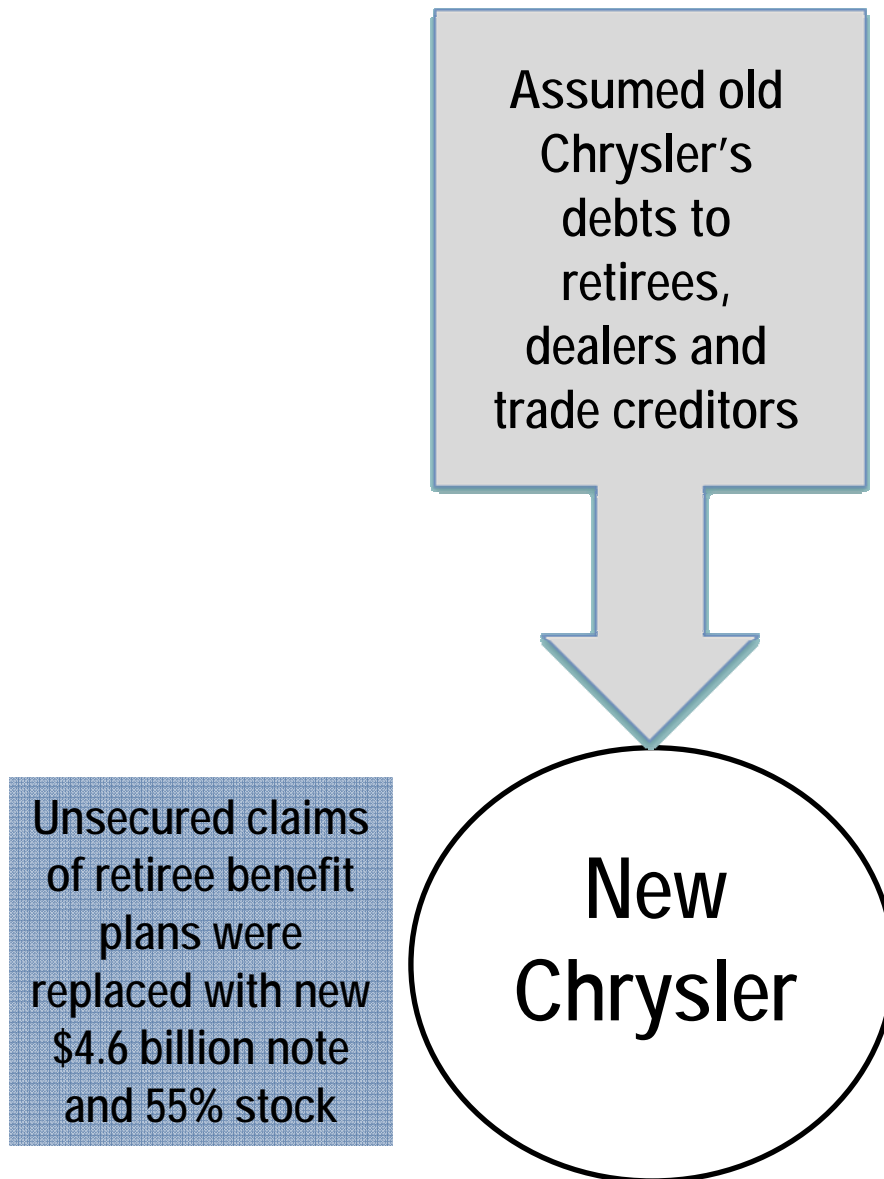 Assumed old
Chrysler’s
debts to
retirees,
dealers and
trade creditors
Unsecured claims
of retiree benefit
plans were
replaced with new
$4.6 billion note
and 55% stock
New
Chrysler